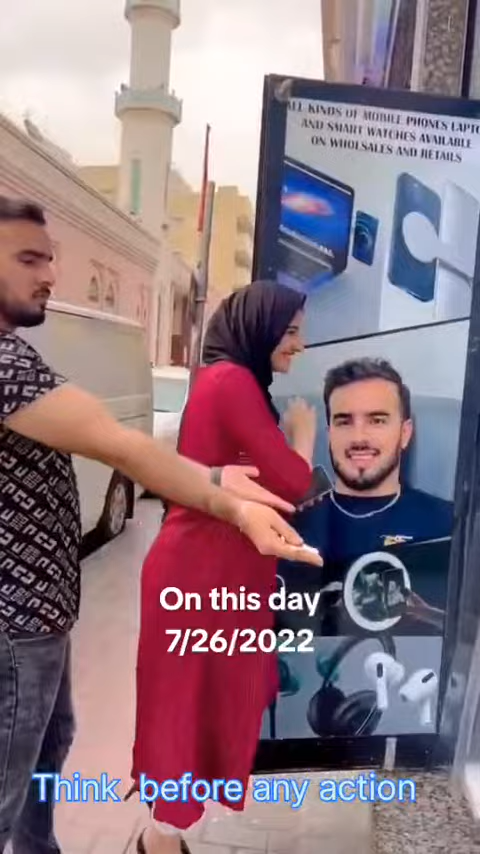 ALL KINDS OF MOBILE PHONES LAPTO
AND SMART WATCHES AVAILABLE
ON WHOLSALES AND RETAILS
On this day
7/26/2022
Think before any action